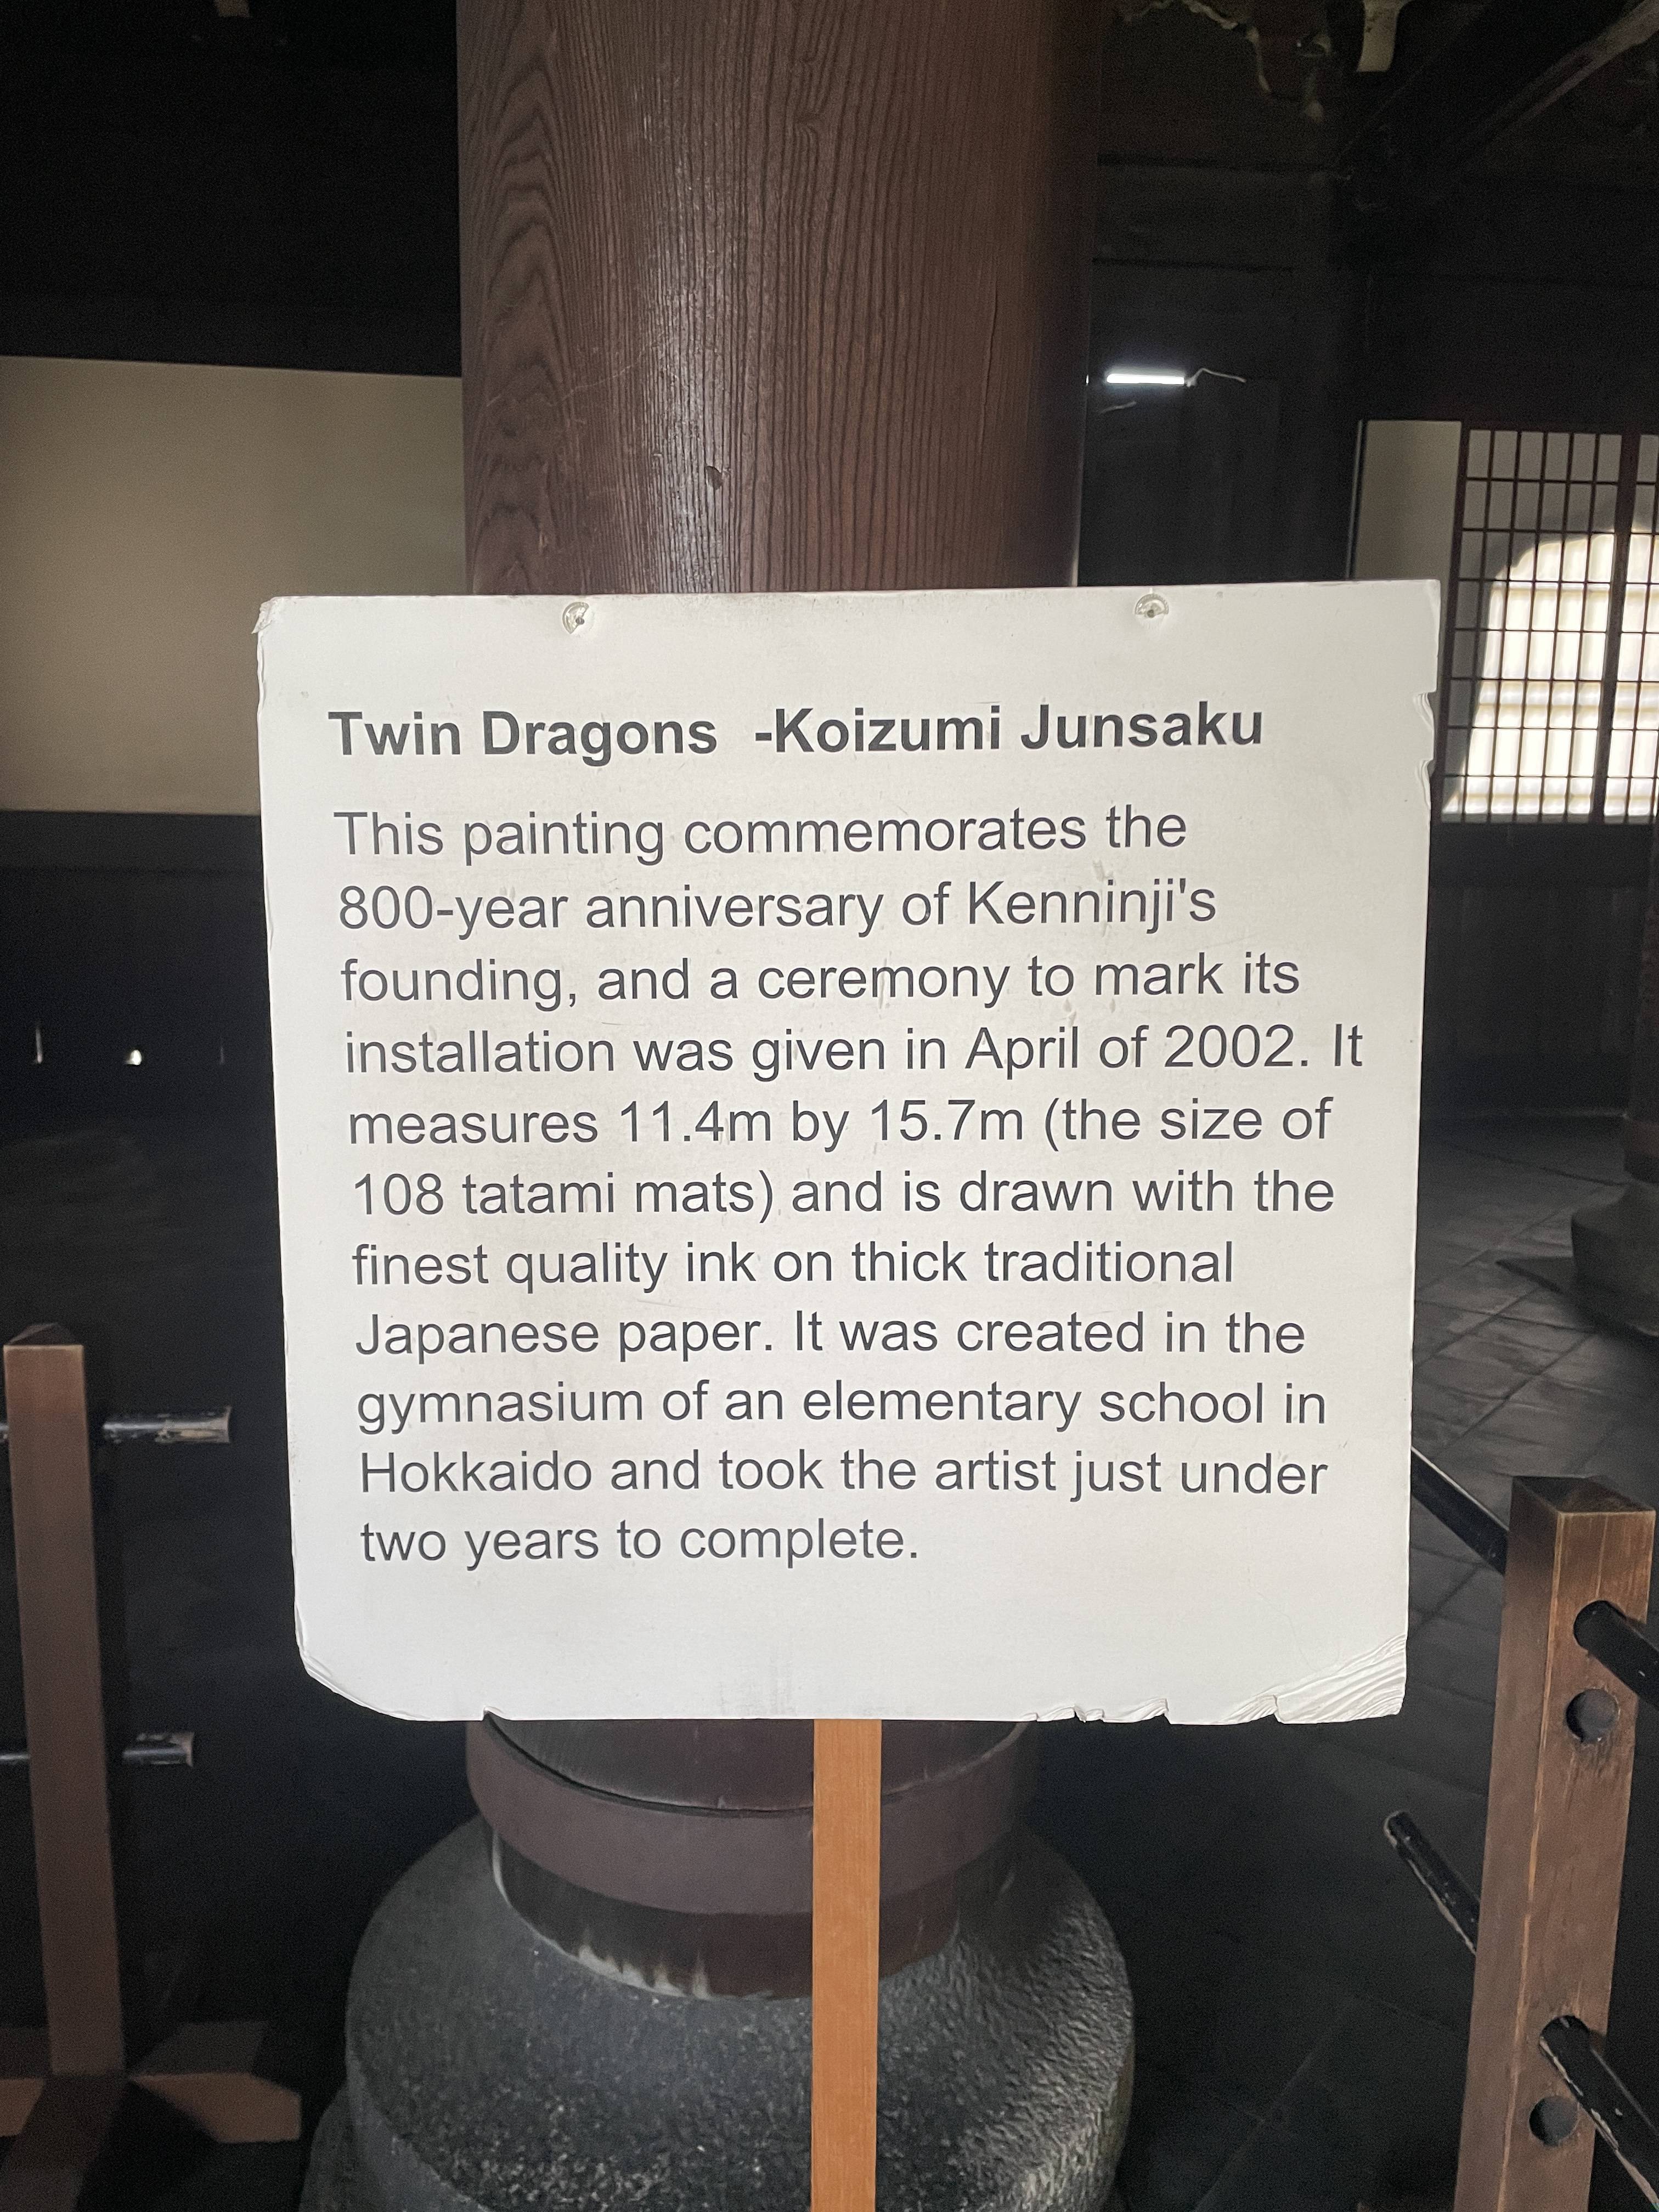 Twin Dragons -Koizumi Junsaku
This painting commemorates the
800-year anniversary of Kenninji's
founding, and a ceremony to mark its
installation was given in April of 2002. It
measures 11.4m by 15.7m (the size of
108 tatami mats) and is drawn with the
finest quality ink on thick traditional
Japanese paper. It was created in the
gymnasium of an elementary school in
Hokkaido and took the artist just under
two years to complete.